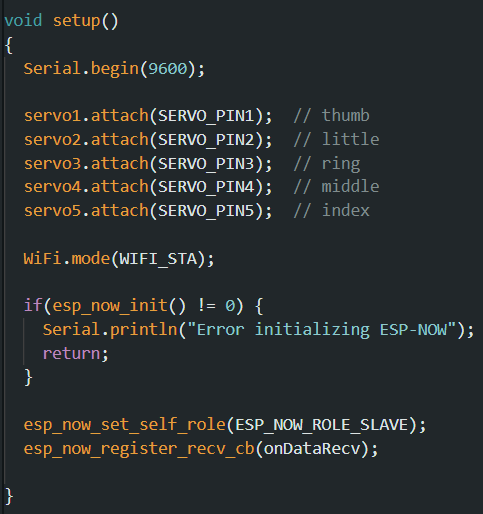 void setup()
{
  Serial.begin(9600);

  servo1.attach(SERVO_PIN1);  // thumb
  servo2.attach(SERVO_PIN2);  // little
  servo3.attach(SERVO_PIN3);  // ring
  servo4.attach(SERVO_PIN4);  // middle
  servo5.attach(SERVO_PIN5);  // index

  WiFi.mode(WIFI_STA);

  if(esp_now_init() != 0) {
    Serial.println("Error initializing ESP-NOW");
    return;
  }

  esp_now_set_self_role(ESP_NOW_ROLE_SLAVE);
  esp_now_register_recv_cb(onDataRecv);

}